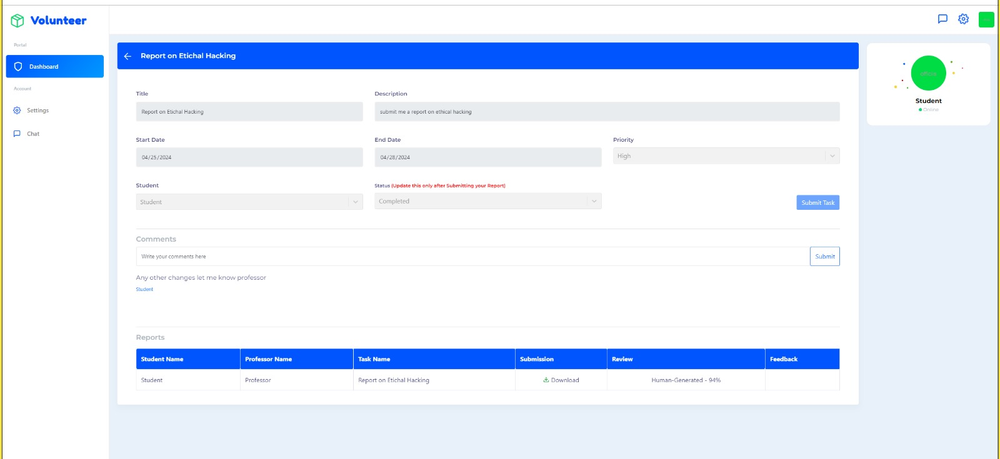 Volunteer
Portal
Dashboard
Account
Settings
Chat
Report on Etichal Hacking
Title
Description
Report on Etichal Hacking
submit me a report on ethical hacking
Start Date
End Date
Priority
04/25/2024
04/28/2024
High
Student
Status (Update this only after Submitting your Report)
Student
Completed
Submit Task
Comments
Write your comments here
Submit
Any other changes let me know professor
Student
Reports
Student Name
Professor Name
Task Name
Submission
Review
Feedback
Student
Professor
Report on Etichal Hacking
Download
Human-Generated - 94%
Student
Online